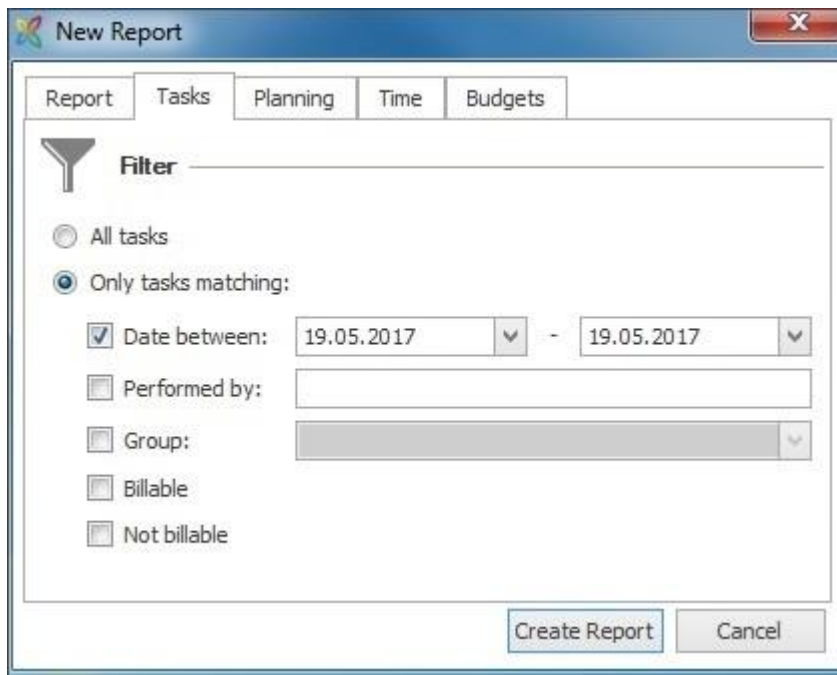 New Report
Report Tasks Planning Time Budgets
Filter
All tasks
Only tasks matching:
Date between: 19.05.2017 - 19.05.2017
Performed by:
Group:
Billable
Not billable
Create Report Cancel